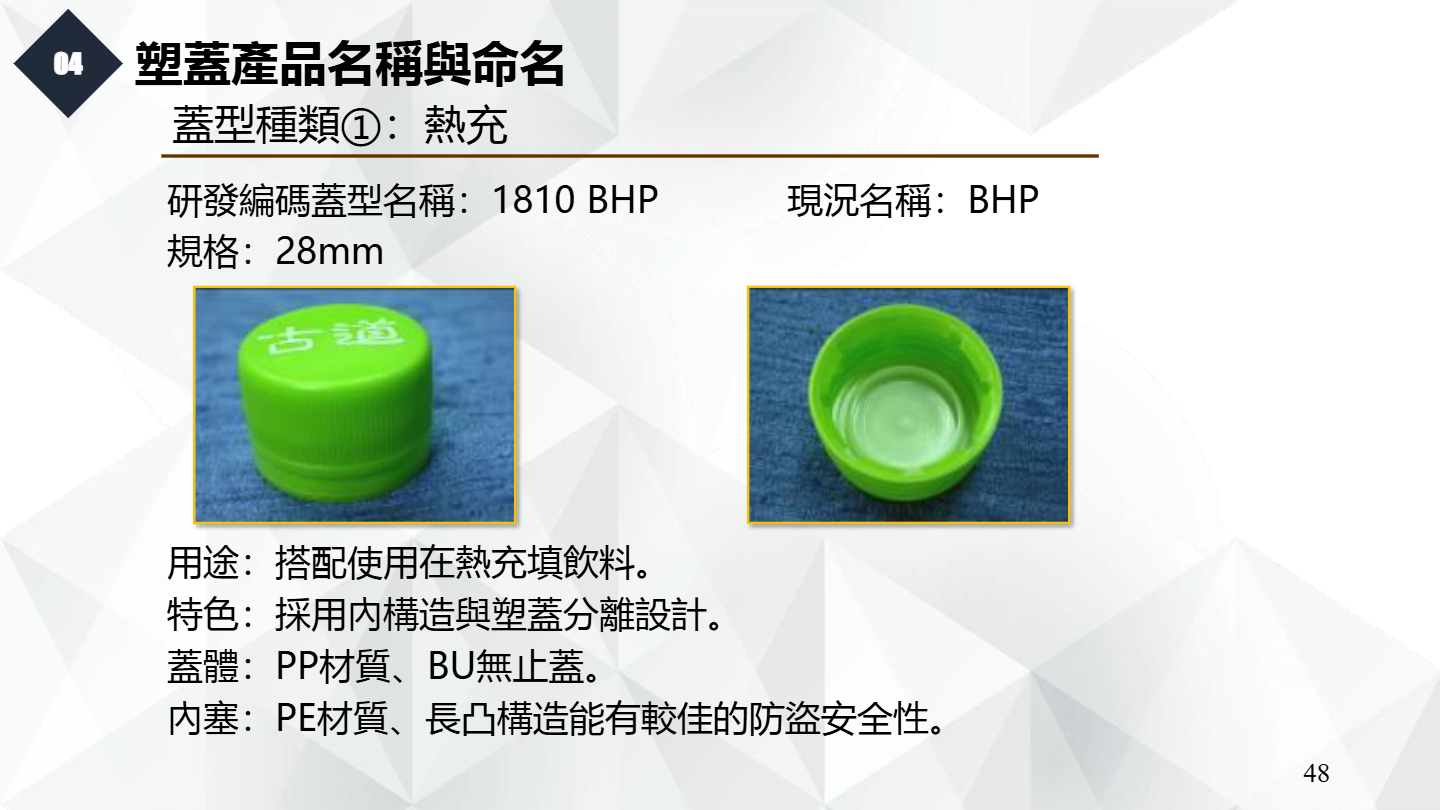 04
塑蓋產品名稱與命名
蓋型種類①：熱充
研發編碼蓋型名稱：1810 BHP 現況名稱：BHP
規格：28mm
用途：搭配使用在熱充填飲料。
特色：採用內構造與塑蓋分離設計。
蓋體：PP材質、BU無止蓋。
內塞：PE材質、長凸構造能有較佳的防盜安全性。
48